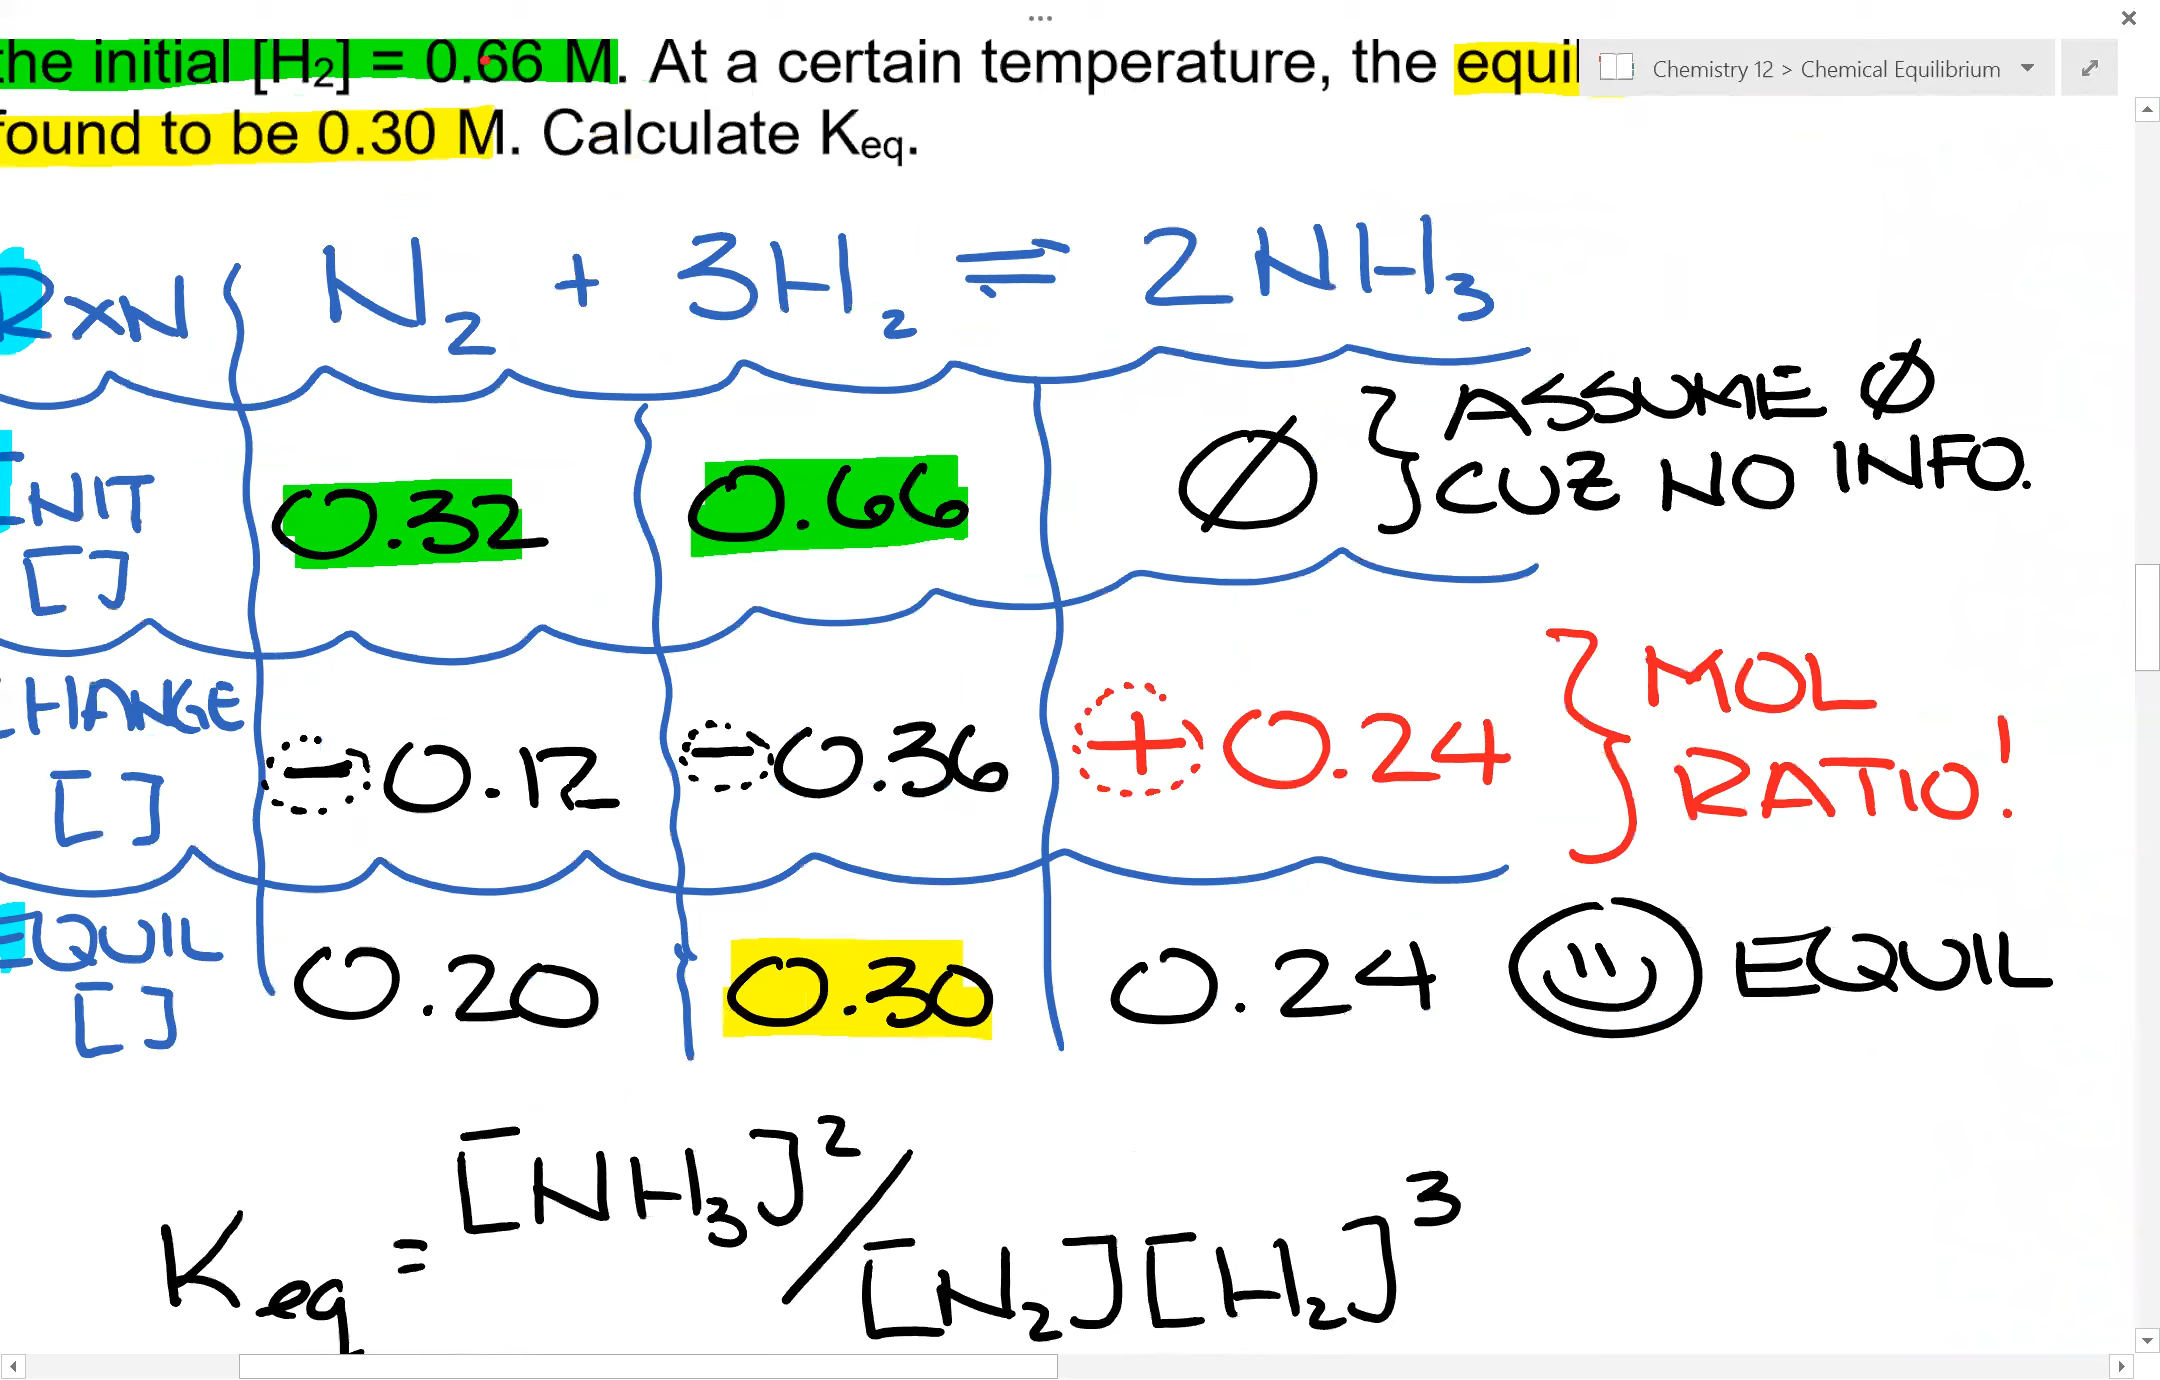 the initial [H₂] = 0.66 M. At a certain temperature, the equil
found to be 0.30 M. Calculate Keq.
Chemistry 12 > Chemical Equilibrium
RXN N₂ + 3H₂ ⇌ 2NH₃
INIT [] 0.32 0.66 Ø } ASSUME Ø
CUZ NO INFO.
CHANGE [] -0.12 -0.36 +0.24 } MOL
RATIO!
EQUIL [] 0.20 0.30 0.24 EQUIL
Keq = [NH₃]² / [N₂][H₂]³